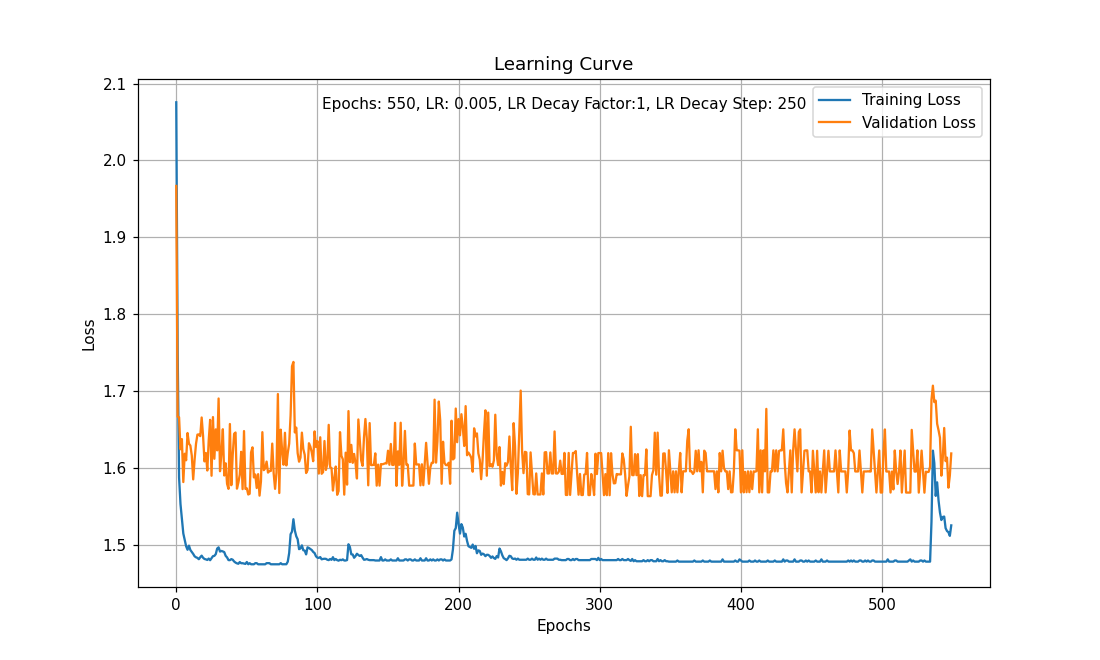 Learning Curve
Epochs: 550, LR: 0.005, LR Decay Factor:1, LR Decay Step: 250
Training Loss
Validation Loss
2.1
2.0
1.9
1.8
1.7
1.6
1.5
Loss
0 100 200 300 400 500
Epochs